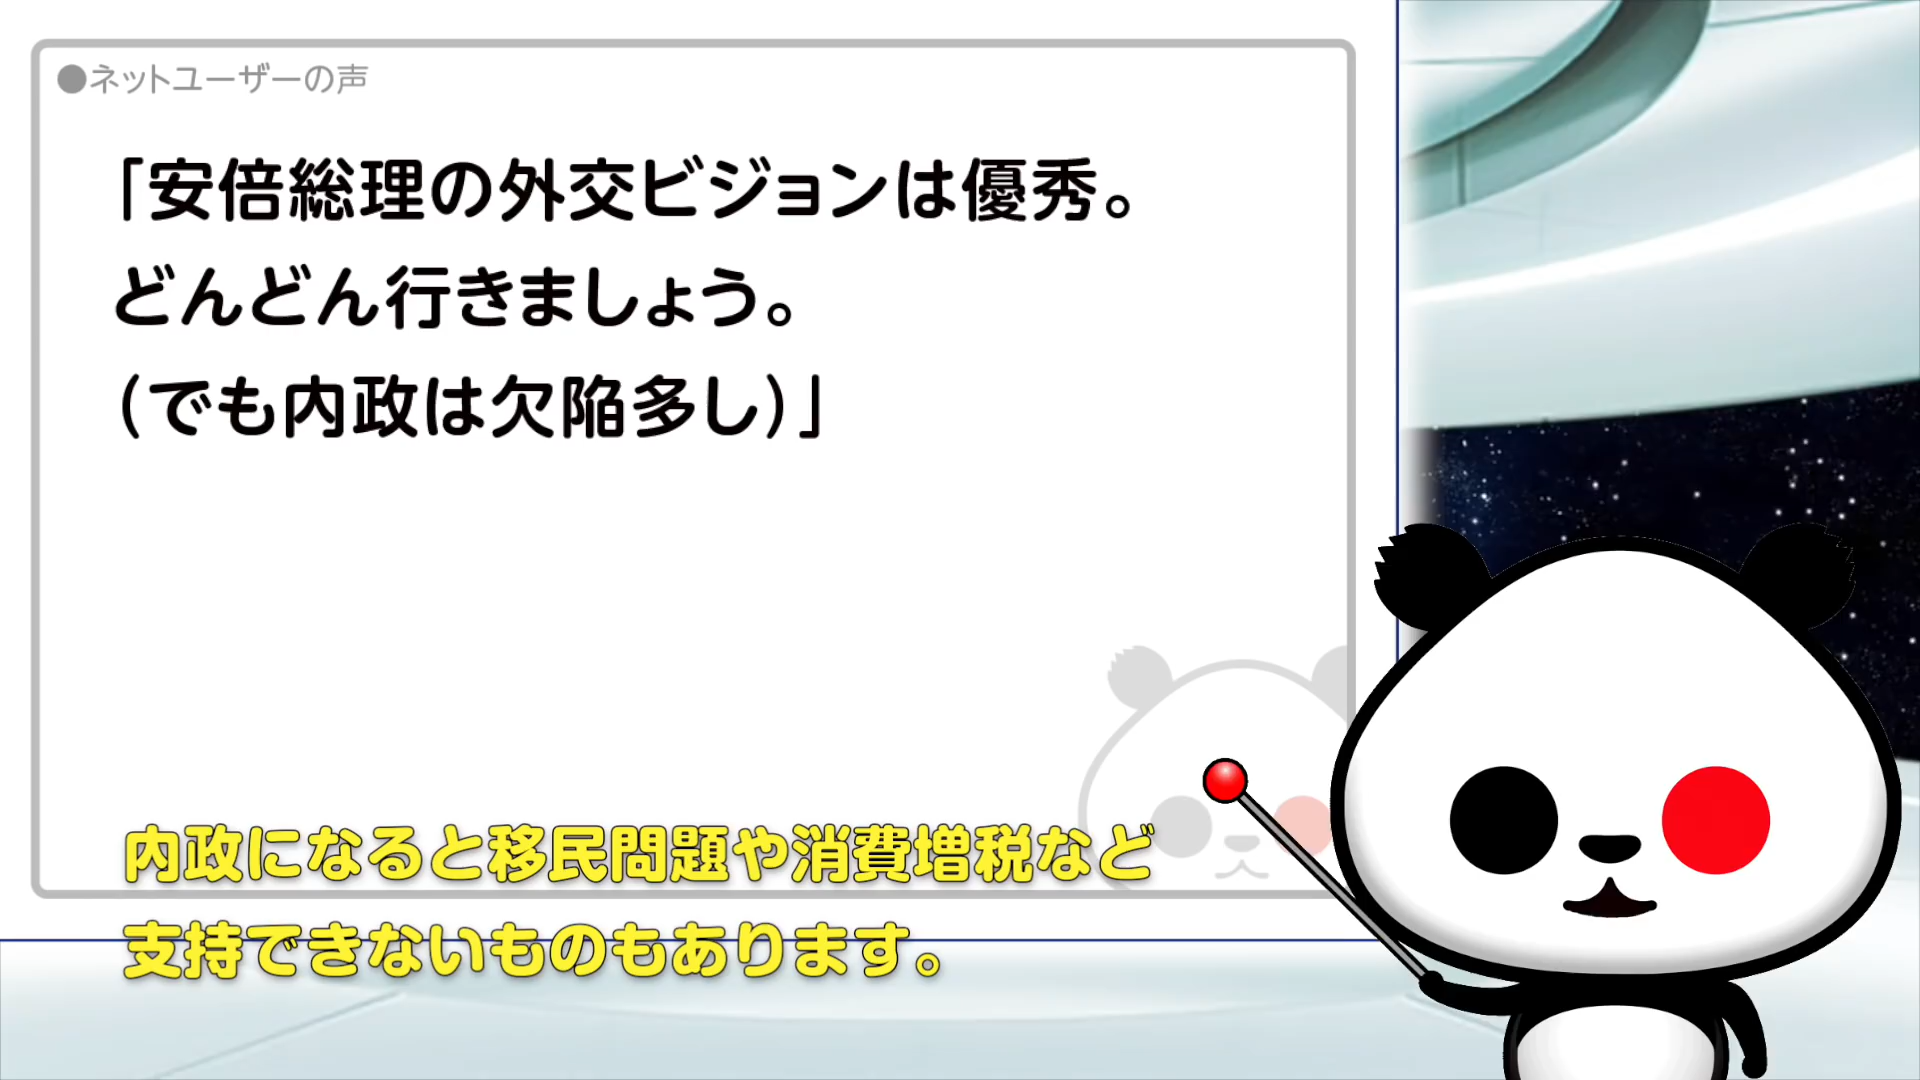 ●ネットユーザーの声
「安倍総理の外交ビジョンは優秀。
どんどん行きましょう。
(でも内政は欠陥多し)」
内政になると移民問題や消費増税など
支持できないものもあります。